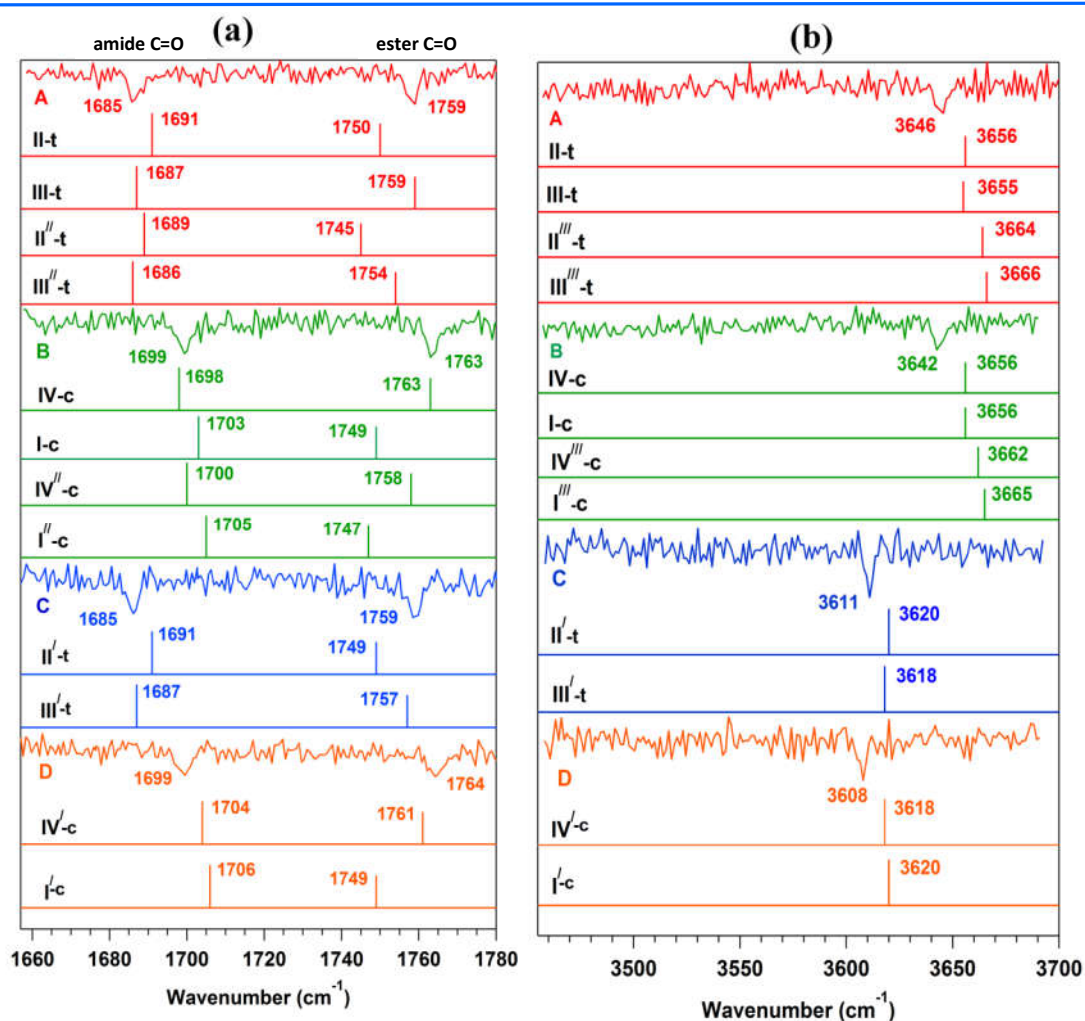 (a)
amide C=O ester C=O
A
1685 1759
1691 1750
II-t
1687 1759
III-t
1689 1745
II//-t
1686 1754
III//-t
B
1699 1763
1698 1763
IV-c
1703 1749
I-c
1700 1758
IV//-c
1705 1747
I//-c
C
1685 1759
1691 1749
II/-t
1687 1757
III/-t
D
1699 1764
1704 1761
IV/-c
1706 1749
I/-c
1660 1680 1700 1720 1740 1760 1780
Wavenumber (cm-1)
(b)
A
3646
3656
II-t
3655
III-t
3664
II///-t
3666
III///-t
B
3642
3656
IV-c
3656
I-c
3662
IV///-c
3665
I///-c
C
3611
3620
II/-t
3618
III/-t
D
3608
3618
IV/-c
3620
I/-c
3500 3550 3600 3650 3700
Wavenumber (cm-1)